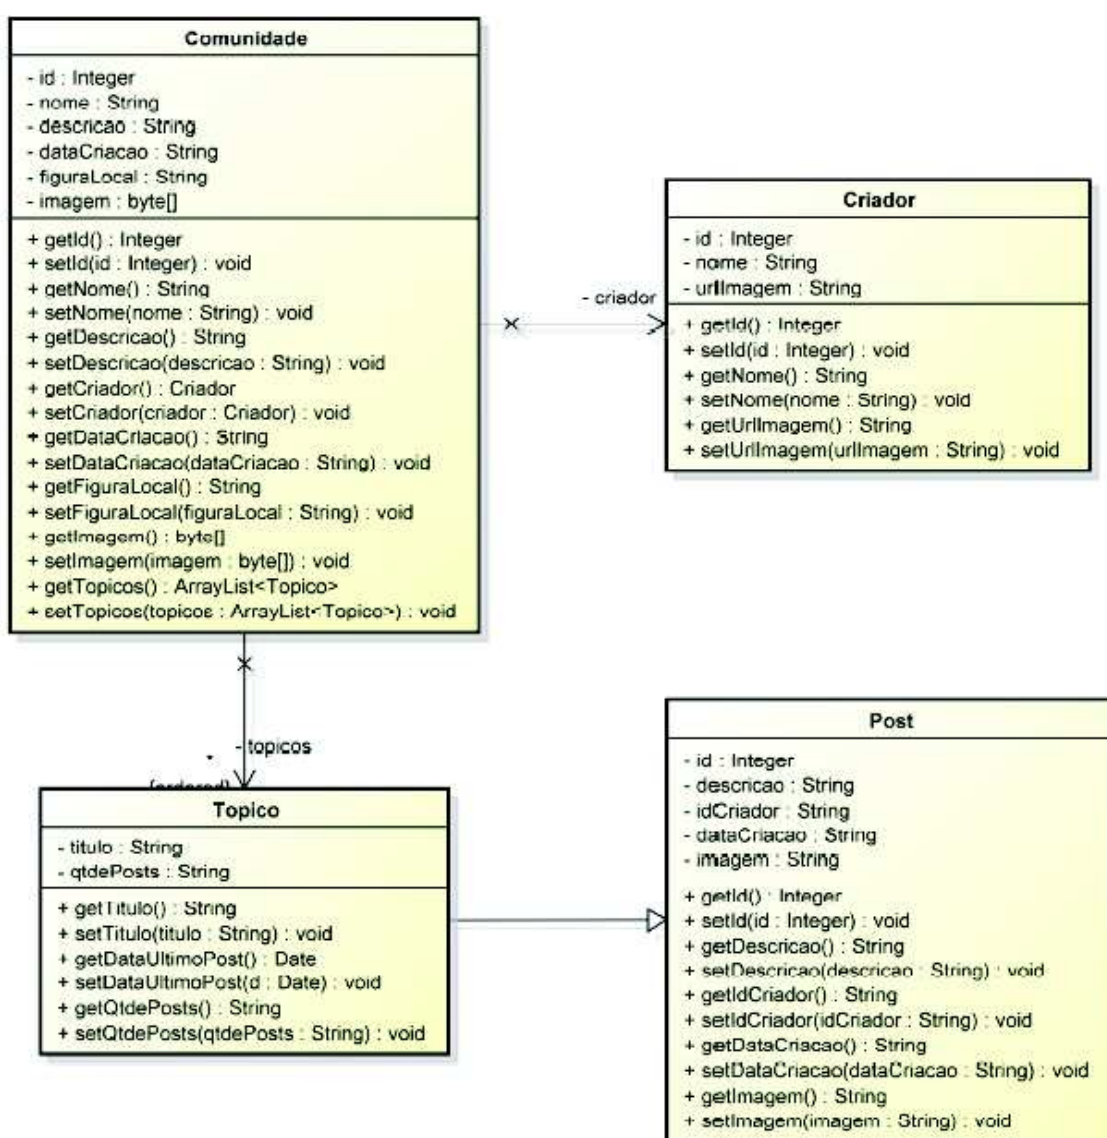 Comunidade
- id : Integer
- nome : String
- descricao : String
- dataCriacao : String
- figuraLocal : String
- imagem : byte[]
+ getId() : Integer
+ setId(id : Integer) : void
+ getNome() : String
+ setNome(nome : String) : void
+ getDescricao() : String
+ setDescricao(descricao : String) : void
+ getCriador() : Criador
+ setCriador(criador : Criador) : void
+ getDataCriacao() : String
+ setDataCriacao(dataCriacao : String) : void
+ getFiguraLocal() : String
+ setFiguraLocal(figuraLocal : String) : void
+ getImagem() : byte[]
+ setImagem(imagem : byte[]) : void
+ getTopicos() : ArrayList<Topico>
+ setTopicos(topicos : ArrayList<Topico>) : void
- criador
Criador
- id : Integer
- nome : String
- urlImagem : String
+ getId() : Integer
+ setId(id : Integer) : void
+ getNome() : String
+ setNome(nome : String) : void
+ getUrlImagem() : String
+ setUrlImagem(urlImagem : String) : void
- topicos
*
{ordered}
Topico
- titulo : String
- qtdePosts : String
+ getTitulo() : String
+ setTitulo(titulo : String) : void
+ getDataUltimoPost() : Date
+ setDataUltimoPost(d : Date) : void
+ getQtdePosts() : String
+ setQtdePosts(qtdePosts : String) : void
Post
- id : Integer
- descricao : String
- idCriador : String
- dataCriacao : String
- imagem : String
+ getId() : Integer
+ setId(id : Integer) : void
+ getDescricao() : String
+ setDescricao(descricao : String) : void
+ getIdCriador() : String
+ setIdCriador(idCriador : String) : void
+ getDataCriacao() : String
+ setDataCriacao(dataCriacao : String) : void
+ getImagem() : String
+ setImagem(imagem : String) : void